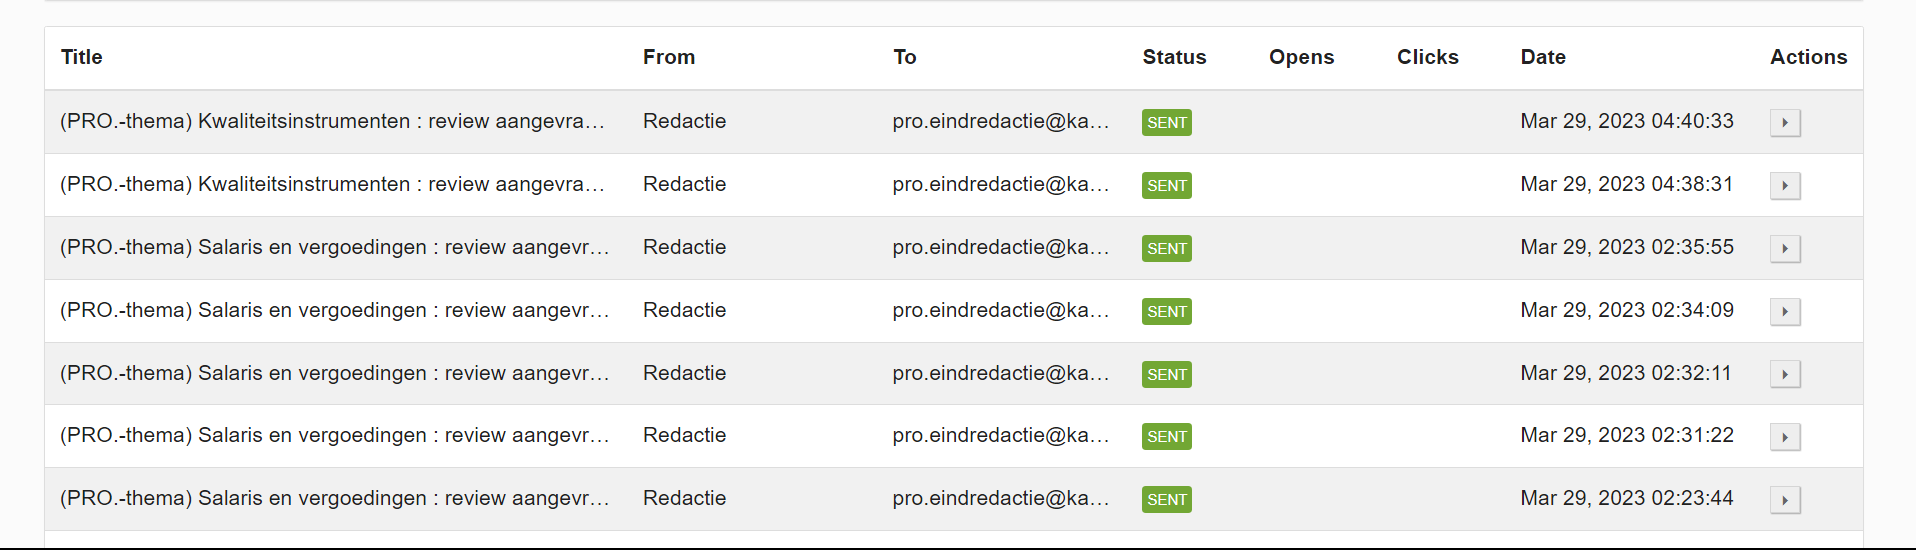 Title From To Status Opens Clicks Date Actions
(PRO.-thema) Kwaliteitsinstrumenten : review aangevra… Redactie pro.eindredactie@ka… SENT Mar 29, 2023 04:40:33
(PRO.-thema) Kwaliteitsinstrumenten : review aangevra… Redactie pro.eindredactie@ka… SENT Mar 29, 2023 04:38:31
(PRO.-thema) Salaris en vergoedingen : review aangevr… Redactie pro.eindredactie@ka… SENT Mar 29, 2023 02:35:55
(PRO.-thema) Salaris en vergoedingen : review aangevr… Redactie pro.eindredactie@ka… SENT Mar 29, 2023 02:34:09
(PRO.-thema) Salaris en vergoedingen : review aangevr… Redactie pro.eindredactie@ka… SENT Mar 29, 2023 02:32:11
(PRO.-thema) Salaris en vergoedingen : review aangevr… Redactie pro.eindredactie@ka… SENT Mar 29, 2023 02:31:22
(PRO.-thema) Salaris en vergoedingen : review aangevr… Redactie pro.eindredactie@ka… SENT Mar 29, 2023 02:23:44